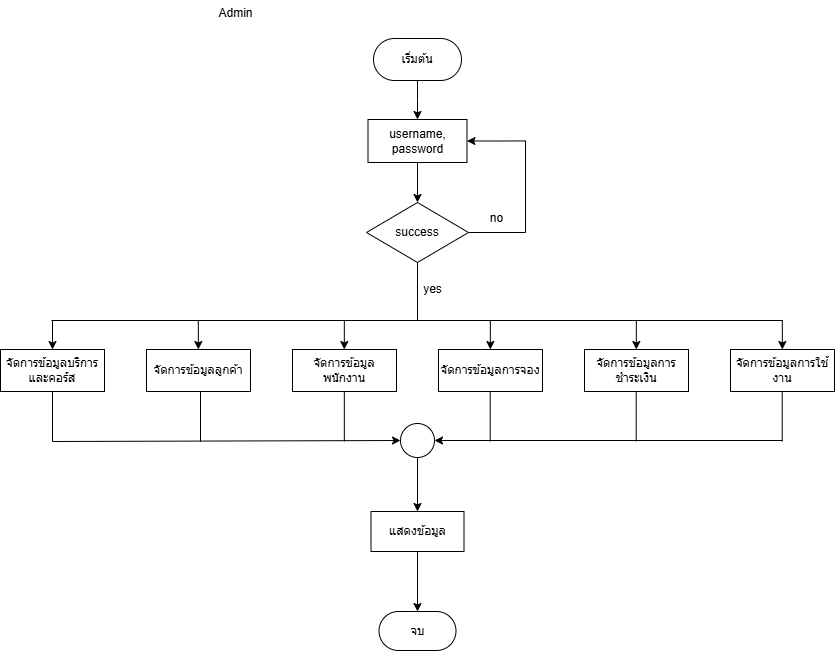 Admin
เริ่มต้น
username,
password
success
no
yes
จัดการข้อมูลบริการ
และคอร์ส
จัดการข้อมูลลูกค้า
จัดการข้อมูล
พนักงาน
จัดการข้อมูลการจอง
จัดการข้อมูลการ
ชำระเงิน
จัดการข้อมูลการใช้
งาน
แสดงข้อมูล
จบ